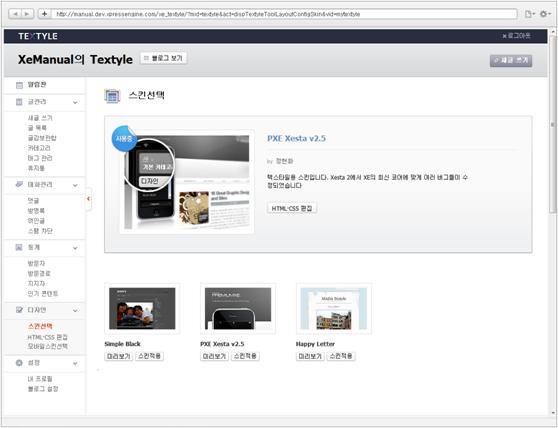 http://manual.dev.xpressengine.com/xe_textyle/?mid=textyle&act=dispTextyleToolLayoutConfigSkin&vid=mytextyle
TEXTYLE
로그아웃
XeManual의 Textyle
블로그 보기
새글 쓰기
알림판
글관리
새글 쓰기
글 목록
글감보관함
카테고리
태그 관리
휴지통
대화관리
댓글
방명록
엮인글
스팸 차단
통계
방문자
방문경로
지지자
인기 콘텐트
디자인
스킨선택
HTML·CSS 편집
모바일스킨선택
설정
내 프로필
블로그 설정
스킨선택
사용중
기본 카테고
디자인
PXE Xesta v2.5
by 정현화
텍스타일용 스킨입니다. Xesta 2에서 XE의 최신 코어에 맞게 여러 버그들이 수
정되었습니다
HTML·CSS 편집
Simple Black
미리보기
스킨적용
PXE Xesta v2.5
미리보기
스킨적용
Happy Letter
미리보기
스킨적용